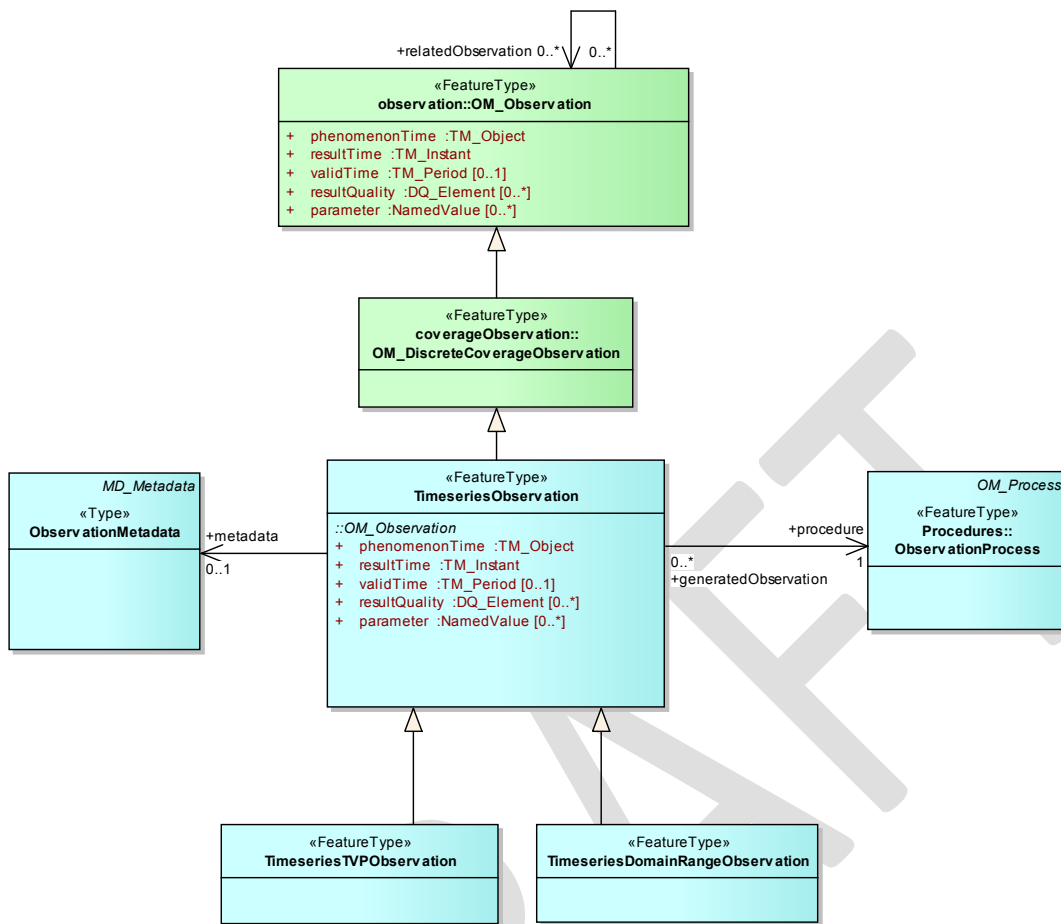 +relatedObservation 0..*
0..*
«FeatureType»
observation::OM_Observation
+ phenomenonTime :TM_Object
+ resultTime :TM_Instant
+ validTime :TM_Period [0..1]
+ resultQuality :DQ_Element [0..*]
+ parameter :NamedValue [0..*]
«FeatureType»
coverageObservation::
OM_DiscreteCoverageObservation
MD_Metadata
«Type»
ObservationMetadata
+metadata
0..1
«FeatureType»
TimeseriesObservation
::OM_Observation
+ phenomenonTime :TM_Object
+ resultTime :TM_Instant
+ validTime :TM_Period [0..1]
+ resultQuality :DQ_Element [0..*]
+ parameter :NamedValue [0..*]
0..*
+generatedObservation
+procedure
1
OM_Process
«FeatureType»
Procedures::
ObservationProcess
«FeatureType»
TimeseriesTVPObservation
«FeatureType»
TimeseriesDomainRangeObservation